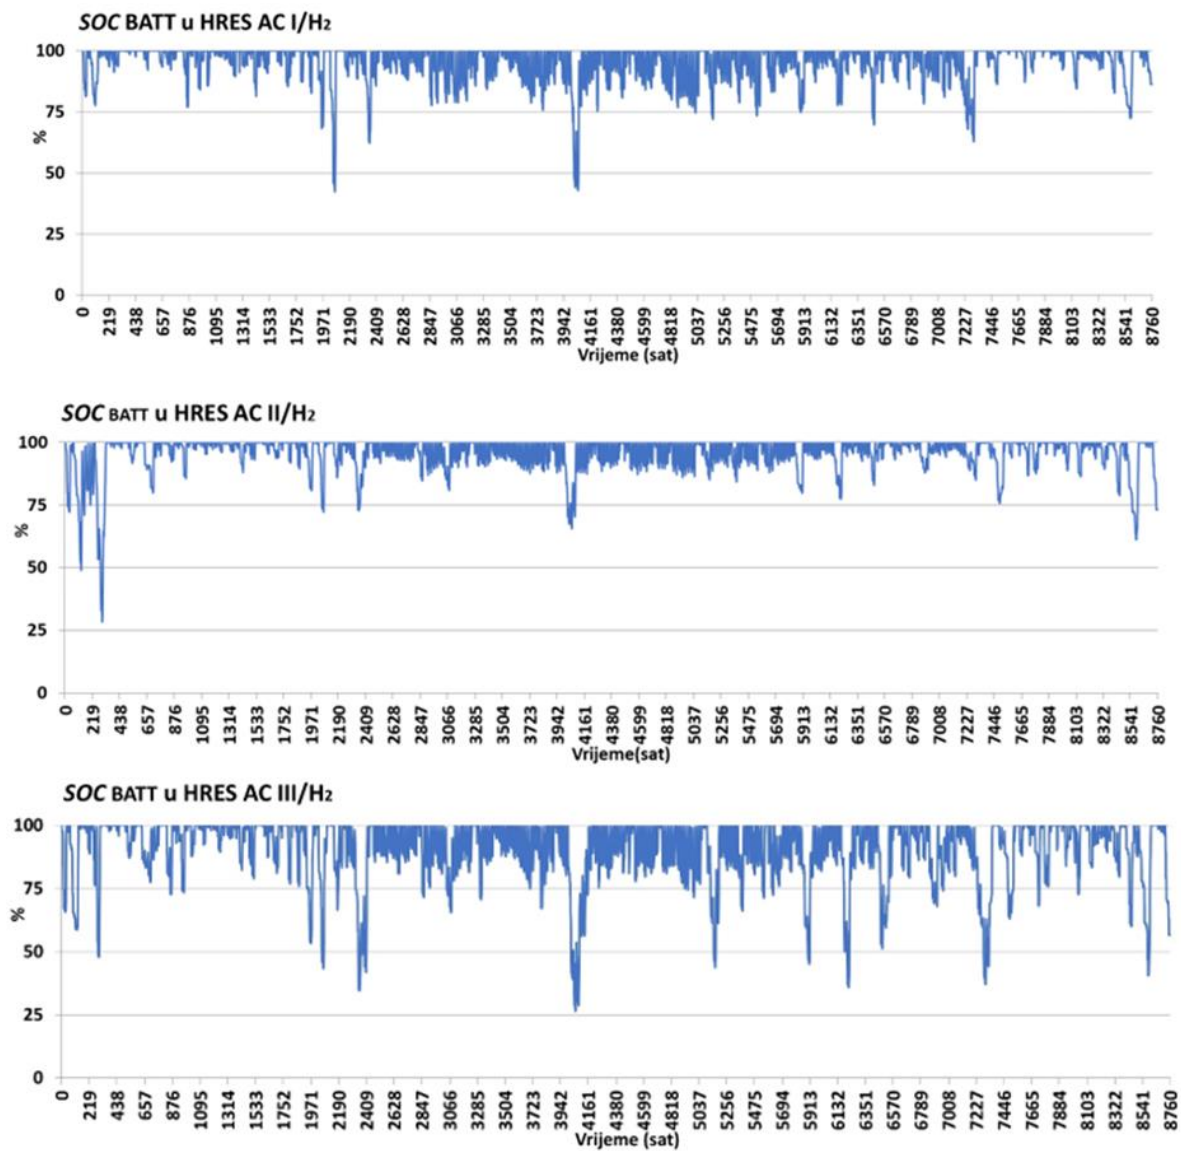 SOC BATT u HRES AC I/H2
100
75
50
25
0
%
0 219 438 657 876 1095 1314 1533 1752 1971 2190 2409 2628 2847 3066 3285 3504 3723 3942 4161 4380 4599 4818 5037 5256 5475 5694 5913 6132 6351 6570 6789 7008 7227 7446 7665 7884 8103 8322 8541 8760
Vrijeme (sat)
SOC BATT u HRES AC II/H2
100
75
50
25
0
%
0 219 438 657 876 1095 1314 1533 1752 1971 2190 2409 2628 2847 3066 3285 3504 3723 3942 4161 4380 4599 4818 5037 5256 5475 5694 5913 6132 6351 6570 6789 7008 7227 7446 7665 7884 8103 8322 8541 8760
Vrijeme(sat)
SOC BATT u HRES AC III/H2
100
75
50
25
0
%
0 219 438 657 876 1095 1314 1533 1752 1971 2190 2409 2628 2847 3066 3285 3504 3723 3942 4161 4380 4599 4818 5037 5256 5475 5694 5913 6132 6351 6570 6789 7008 7227 7446 7665 7884 8103 8322 8541 8760
Vrijeme (sat)